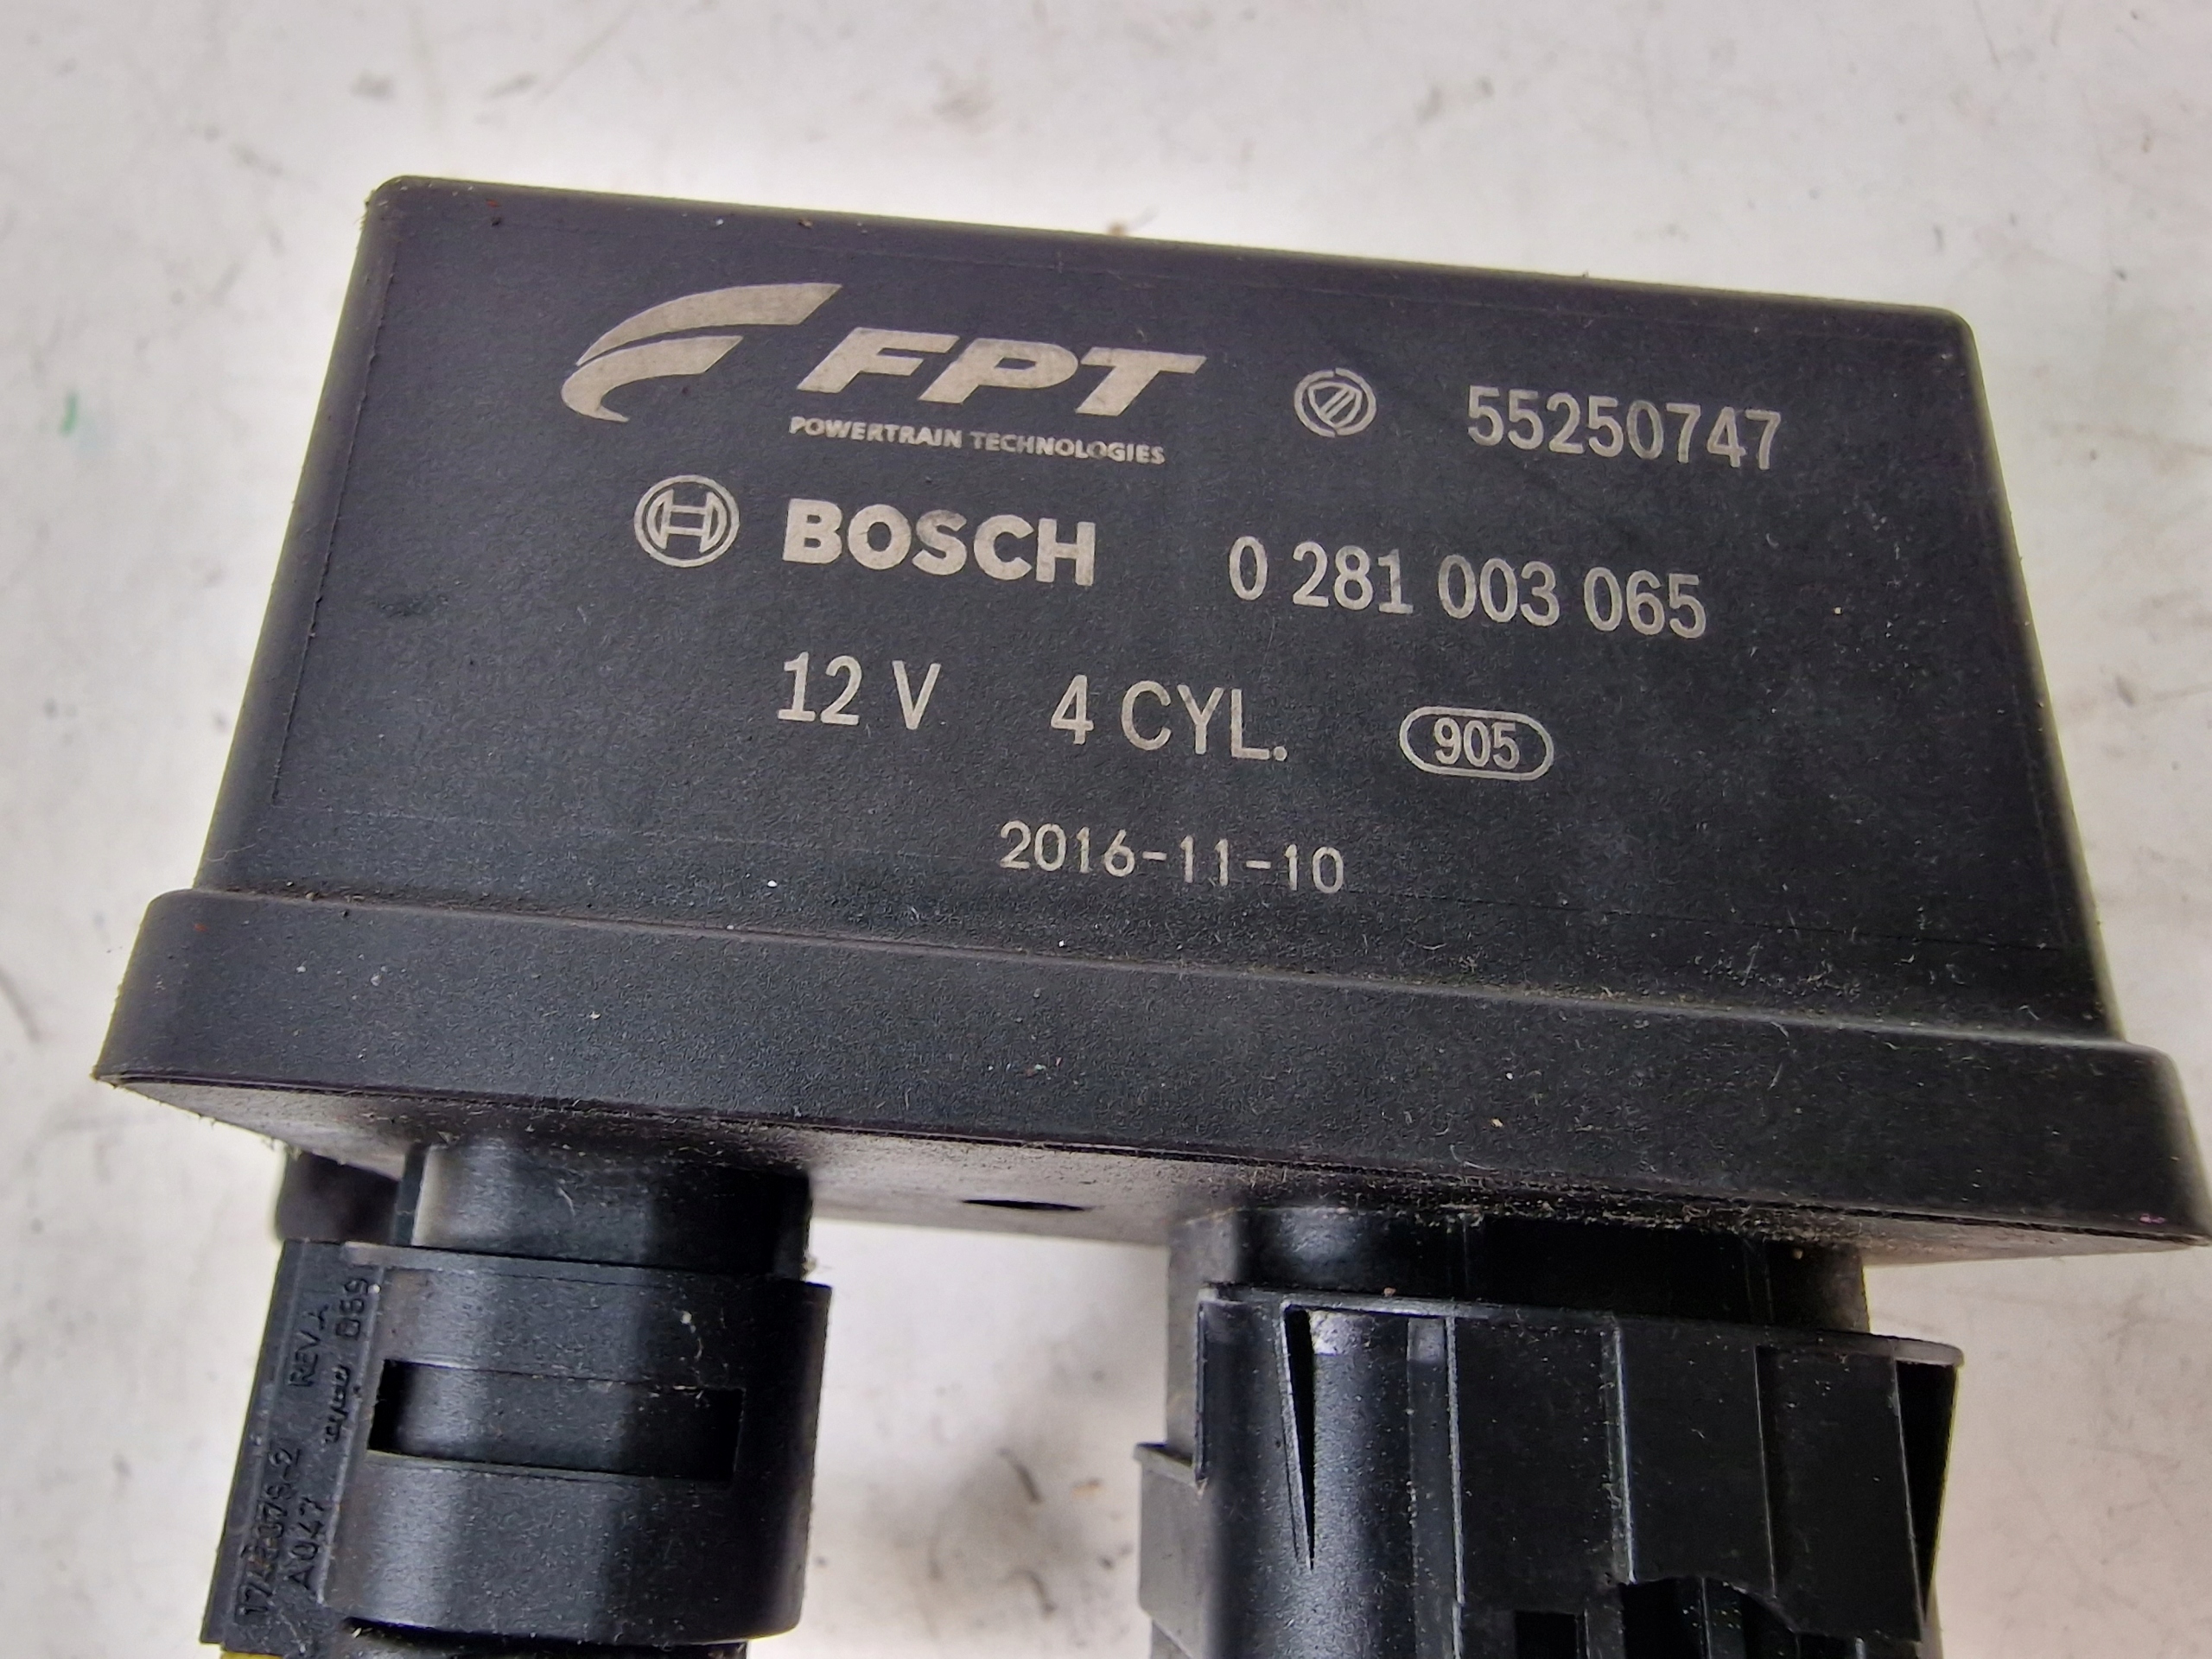 FPT 55250747
POWERTRAIN TECHNOLOGIES
BOSCH 0 281 003 065
12 V 4 CYL. 905
2016-11-10
REV.A
A047